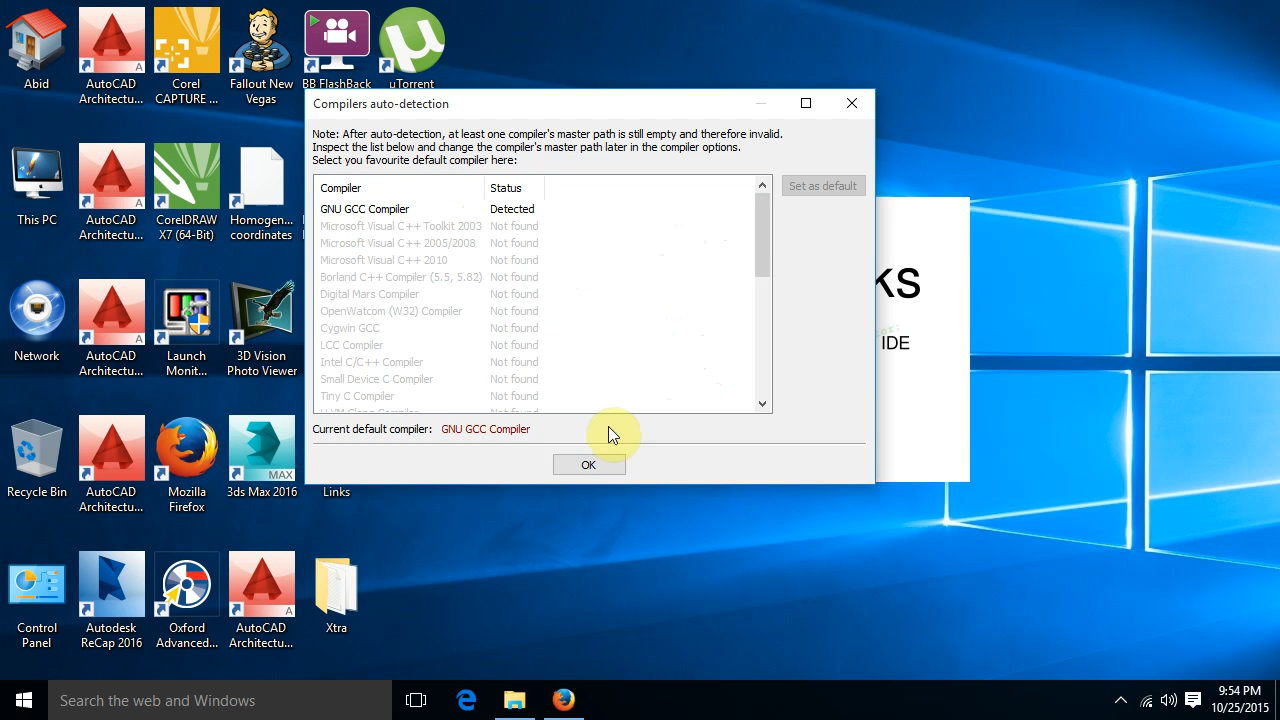 Abid
AutoCAD
Architectu...
Corel
CAPTURE ...
Fallout New
Vegas
BB FlashBack
uTorrent
This PC
AutoCAD
Architectu...
CorelDRAW
X7 (64-Bit)
Homogen...
coordinates
Network
AutoCAD
Architectu...
Launch
Monit...
3D Vision
Photo Viewer
Recycle Bin
AutoCAD
Architectu...
Mozilla
Firefox
MAX
3ds Max 2016
Links
Control
Panel
Autodesk
ReCap 2016
Oxford
Advanced...
AutoCAD
Architectu...
Xtra
Compilers auto-detection
Note: After auto-detection, at least one compiler's master path is still empty and therefore invalid.
Inspect the list below and change the compiler's master path later in the compiler options.
Select you favourite default compiler here:
Compiler Status
GNU GCC Compiler Detected
Microsoft Visual C++ Toolkit 2003 Not found
Microsoft Visual C++ 2005/2008 Not found
Microsoft Visual C++ 2010 Not found
Borland C++ Compiler (5.5, 5.82) Not found
Digital Mars Compiler Not found
OpenWatcom (W32) Compiler Not found
Cygwin GCC Not found
LCC Compiler Not found
Intel C/C++ Compiler Not found
Small Device C Compiler Not found
Tiny C Compiler Not found
LLVM Clang Compiler Not found
Set as default
Current default compiler: GNU GCC Compiler
OK
KS
IDE
Search the web and Windows
9:54 PM
10/25/2015